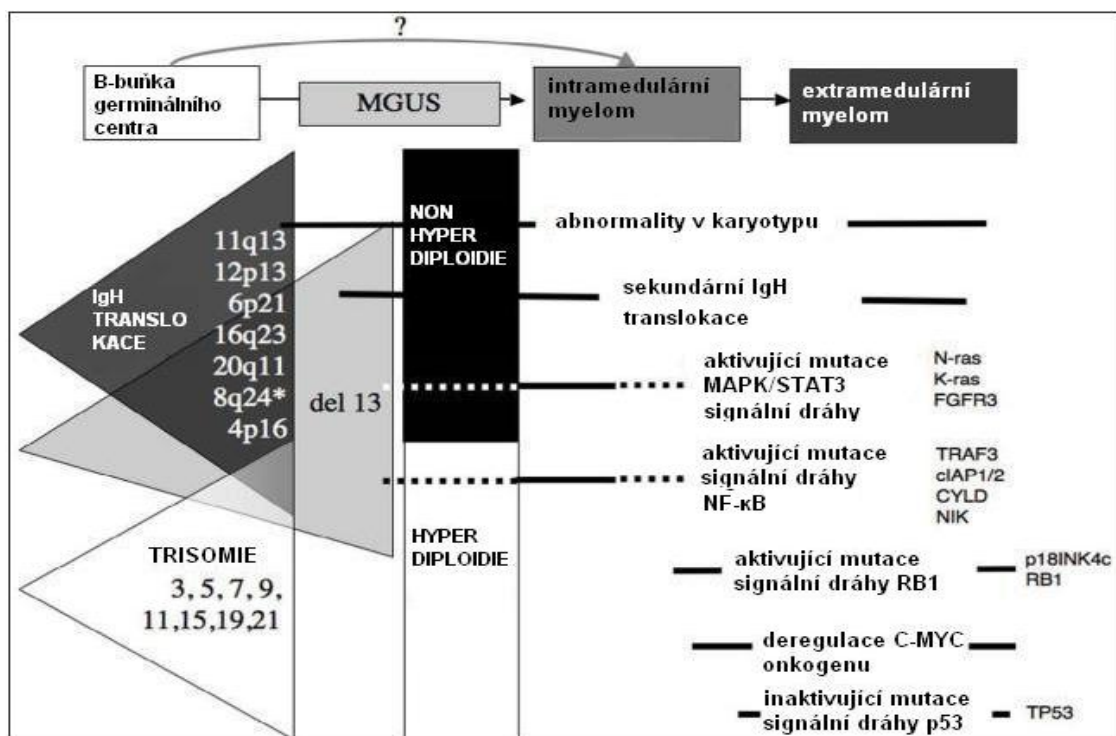 ?
B-buňka
germinálního
centra
MGUS
intramedulární
myelom
extramedulární
myelom
NON
HYPER
DIPLOIDIE
abnormality v karyotypu
11q13
12p13
6p21
16q23
20q11
8q24*
4p16
IgH
TRANSLO
KACE
del 13
sekundární IgH
translokace
aktivující mutace
MAPK/STAT3
signální dráhy
N-ras
K-ras
FGFR3
aktivující mutace
signální dráhy
NF-κB
TRAF3
cIAP1/2
CYLD
NIK
HYPER
DIPLOIDIE
TRISOMIE
3, 5, 7, 9,
11,15,19,21
aktivující mutace
signální dráhy RB1
p18INK4c
RB1
deregulace C-MYC
onkogenu
inaktivující mutace
signální dráhy p53
TP53